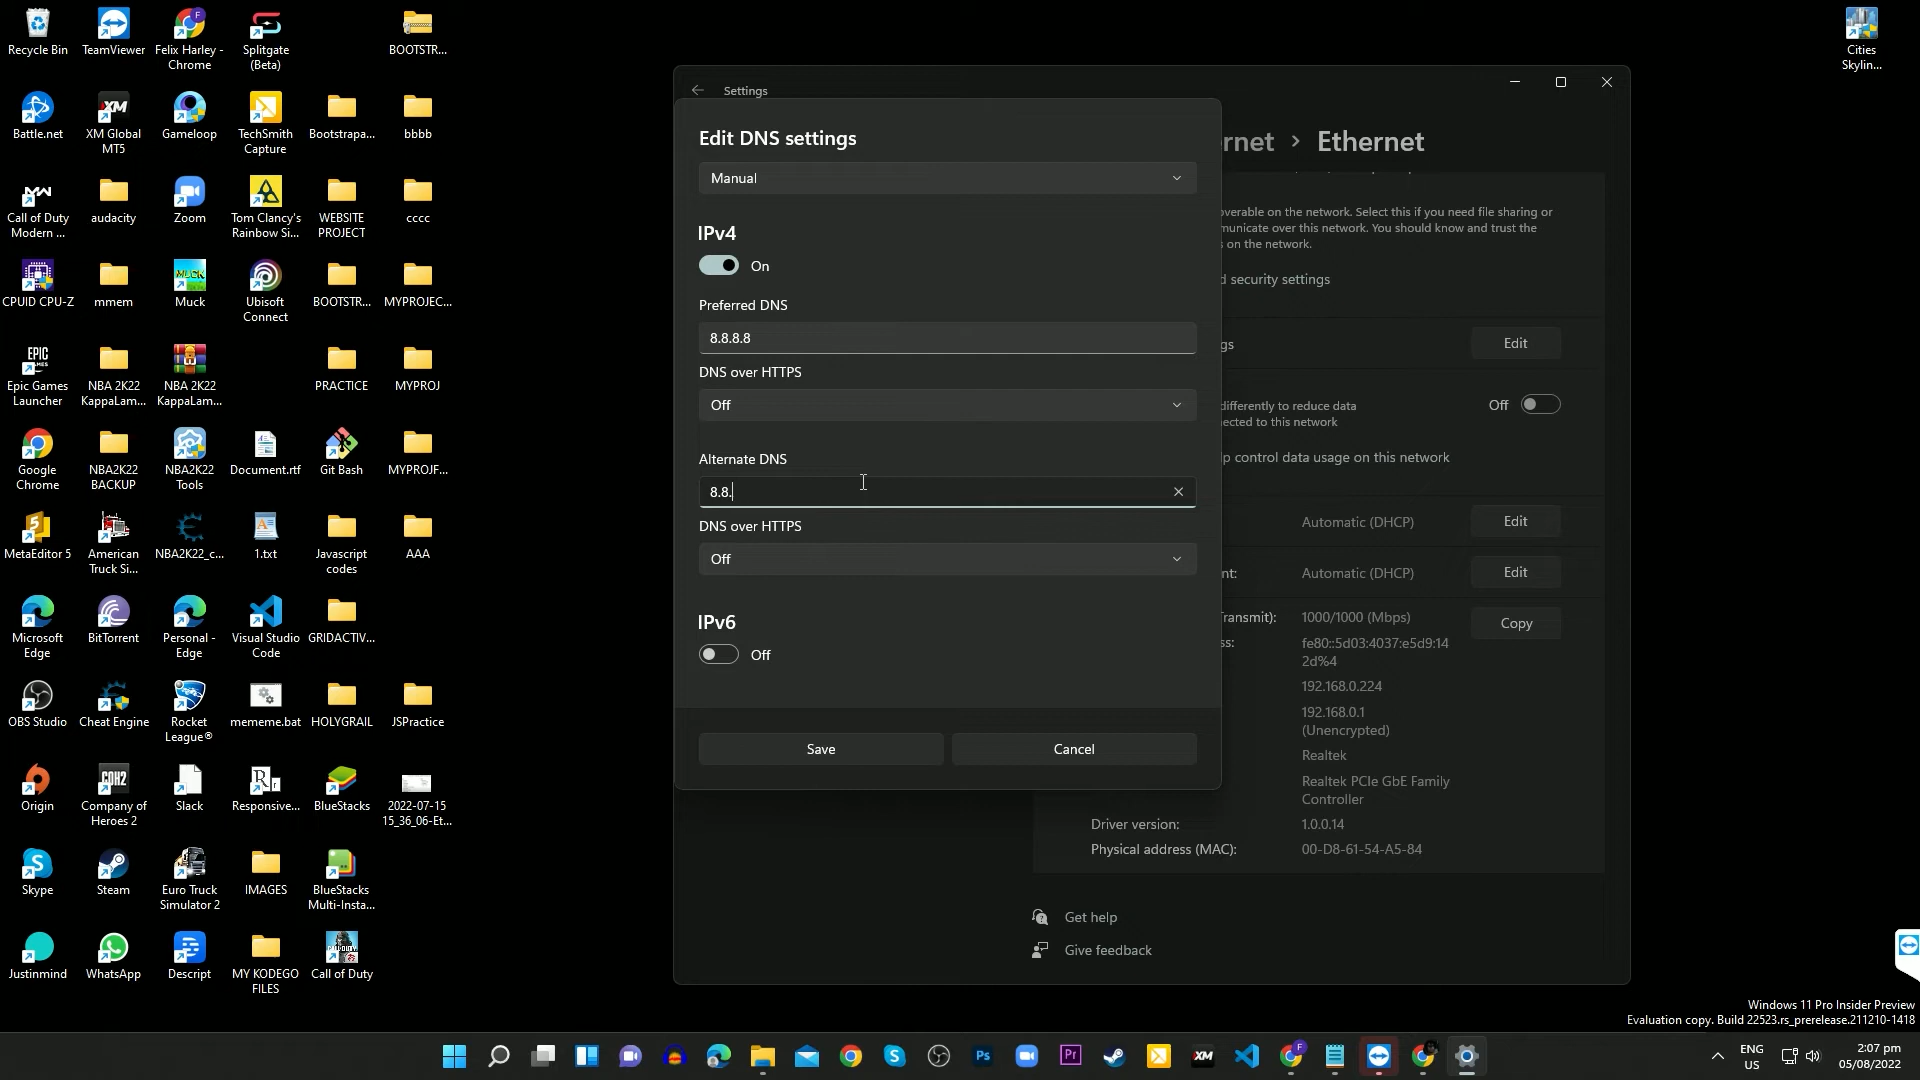 Recycle Bin
TeamViewer
Felix Harley -
Chrome
Splitgate
(Beta)
BOOTSTR...
Cities
Skylin...
Battle.net
XM Global
MT5
Gameloop
TechSmith
Capture
Bootstrapa...
bbbb
Call of Duty
Modern ...
audacity
Zoom
Tom Clancy's
Rainbow Si...
WEBSITE
PROJECT
cccc
CPUID CPU-Z
mmem
Muck
Ubisoft
Connect
BOOTSTR...
MYPROJEC...
Epic Games
Launcher
NBA 2K22
KappaLam...
NBA 2K22
KappaLam...
PRACTICE
MYPROJ
Google
Chrome
NBA2K22
BACKUP
NBA2K22
Tools
Document.rtf
Git Bash
MYPROJF...
MetaEditor 5
American
Truck Si...
NBA2K22_c...
1.txt
Javascript
codes
AAA
Microsoft
Edge
BitTorrent
Personal -
Edge
Visual Studio
Code
GRIDACTIV...
OBS Studio
Cheat Engine
Rocket
League®
mememe.bat
HOLYGRAIL
JSPractice
Origin
Company of
Heroes 2
Slack
Responsive...
BlueStacks
2022-07-15
15_36_06-Et...
Skype
Steam
Euro Truck
Simulator 2
IMAGES
BlueStacks
Multi-Insta...
Justinmind
WhatsApp
Descript
MY KODEGO
FILES
Call of Duty
Settings
Edit DNS settings
Manual
IPv4
On
Preferred DNS
8.8.8.8
DNS over HTTPS
Off
Alternate DNS
8.8.
DNS over HTTPS
Off
IPv6
Off
Save
Cancel
rnet › Ethernet
overable on the network. Select this if you need file sharing or
municate over this network. You should know and trust the
s on the network.
d security settings
gs
Edit
differently to reduce data
ected to this network
Off
lp control data usage on this network
Automatic (DHCP)
Edit
nt:
Automatic (DHCP)
Edit
Transmit):
1000/1000 (Mbps)
Copy
ss:
fe80::5d03:4037:e5d9:14
2d%4
192.168.0.224
192.168.0.1
(Unencrypted)
Realtek
Realtek PCIe GbE Family
Controller
Driver version:
1.0.0.14
Physical address (MAC):
00-D8-61-54-A5-84
Get help
Give feedback
Windows 11 Pro Insider Preview
Evaluation copy. Build 22523.rs_prerelease.211210-1418
ENG
US
2:07 pm
05/08/2022